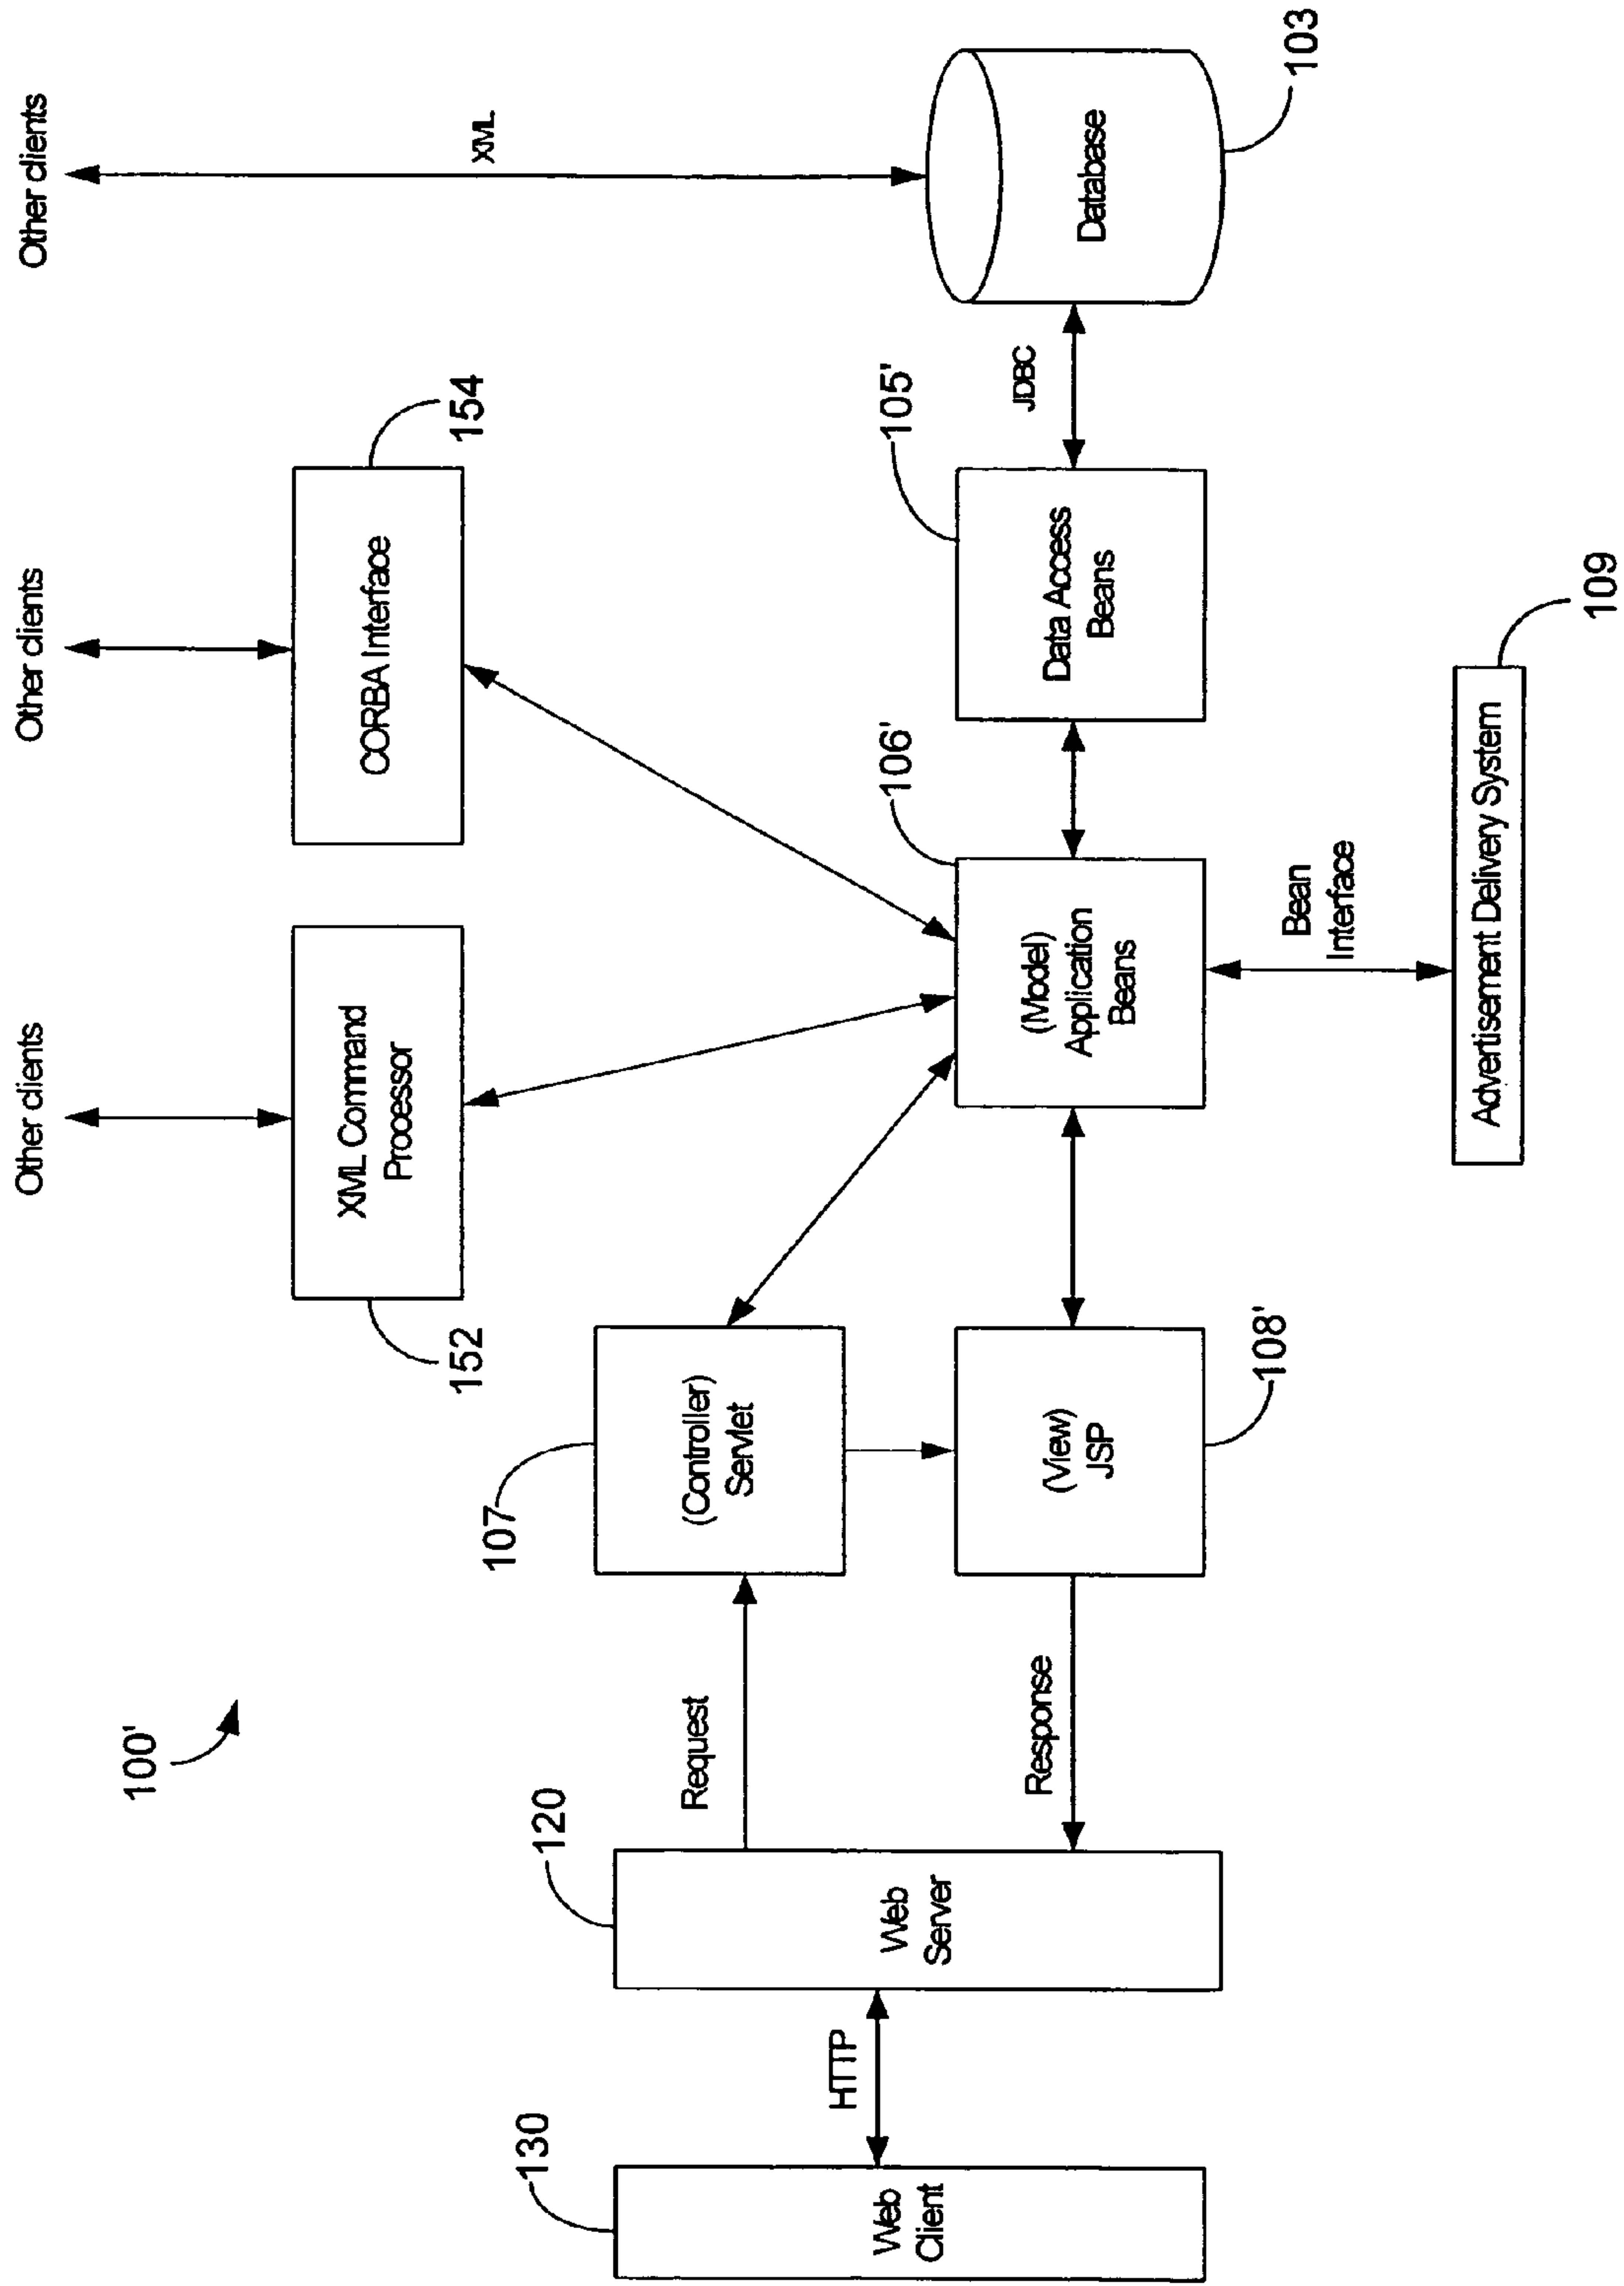 Other clients
Other clients
Other clients
XML
100'
152
XML Command
Processor
154
CORBA Interface
107
(Controller)
Servlet
130
Web
Client
HTTP
120
Web
Server
Request
Response
(View)
JSP
108'
106'
(Model)
Application
Beans
105'
Data Access
Beans
JDBC
Database
103
Bean
Interface
Advertisement Delivery System
109